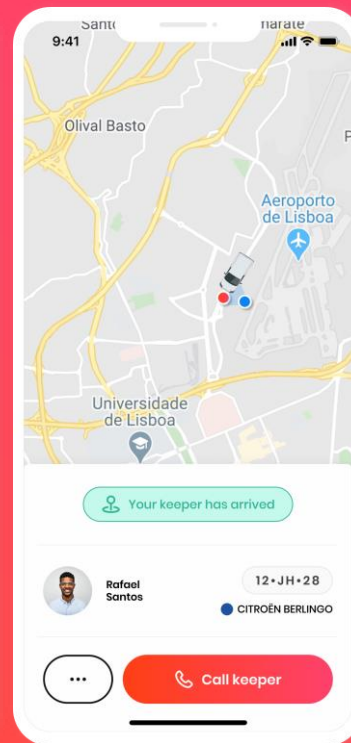 9:41
Olival Basto
Aeroporto
de Lisboa
Universidade
de Lisboa
Your keeper has arrived
Rafael
Santos
12•JH•28
CITROËN BERLINGO
Call keeper